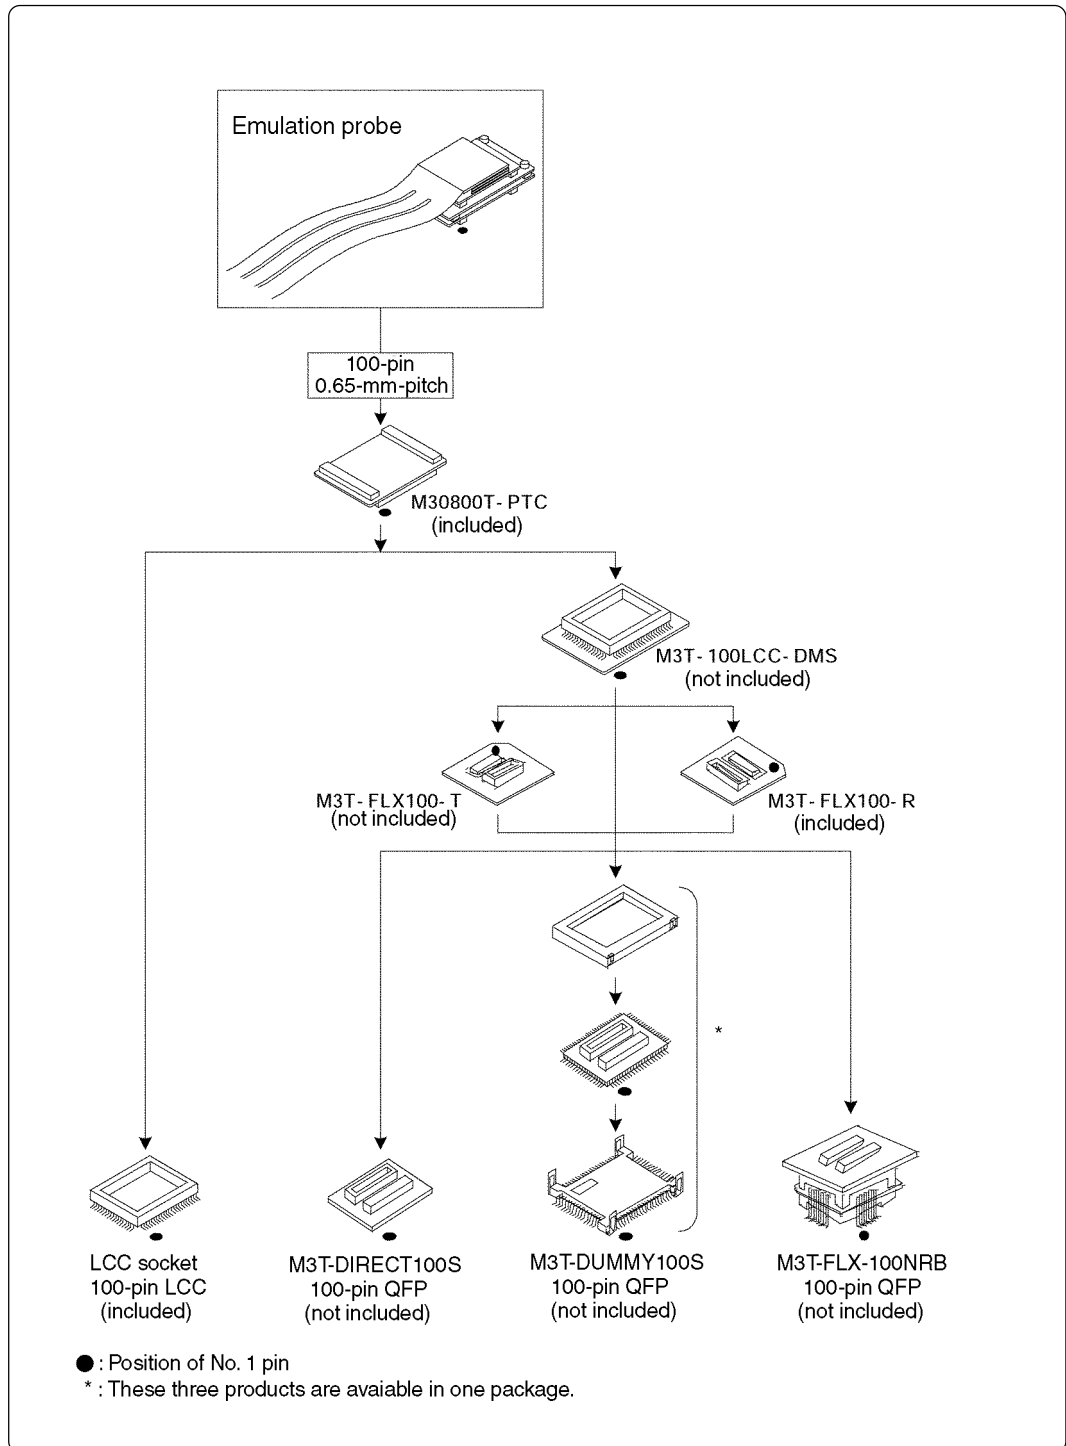 Emulation probe
100-pin
0.65-mm-pitch
M30800T- PTC
(included)
M3T- 100LCC- DMS
(not included)
M3T- FLX100- T
(not included)
M3T- FLX100- R
(included)
*
LCC socket
100-pin LCC
(included)
M3T-DIRECT100S
100-pin QFP
(not included)
M3T-DUMMY100S
100-pin QFP
(not included)
M3T-FLX-100NRB
100-pin QFP
(not included)
● : Position of No. 1 pin
* : These three products are avaiable in one package.